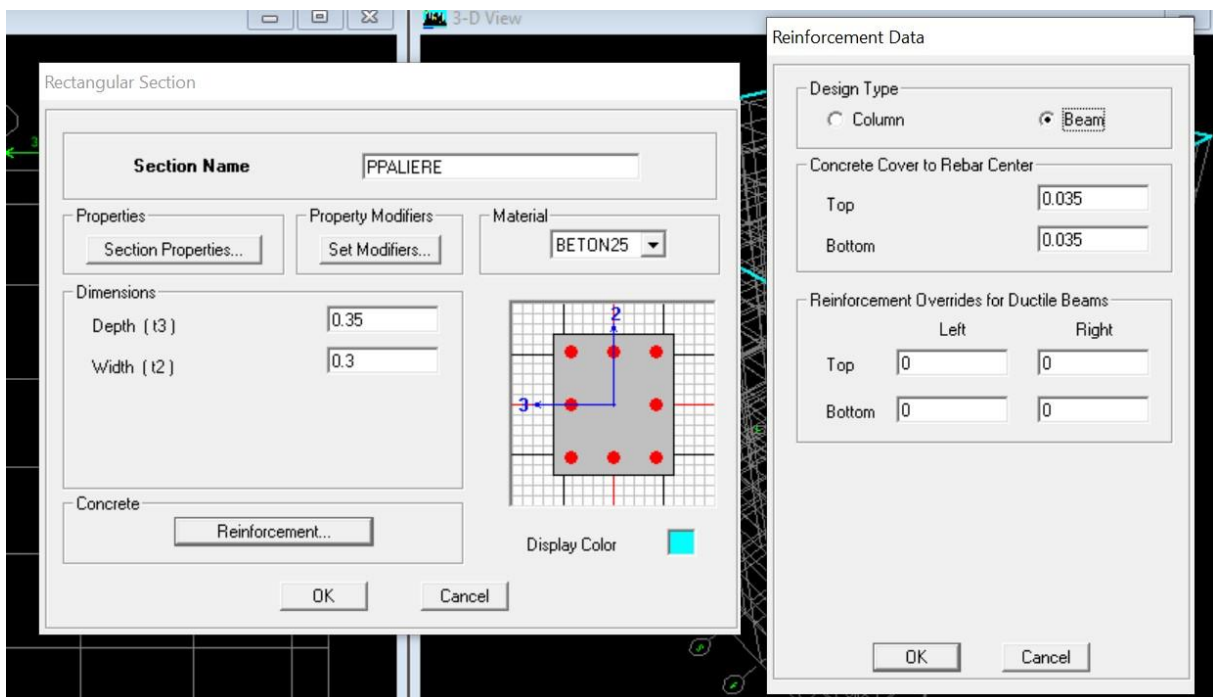 3-D View
3
Rectangular Section
Section Name PPALIERE
Properties Property Modifiers Material
Section Properties... Set Modifiers... BETON25
Dimensions
Depth ( t3 ) 0.35
Width ( t2 ) 0.3
2
3
Concrete
Reinforcement...
Display Color
OK Cancel
Reinforcement Data
Design Type
Column Beam
Concrete Cover to Rebar Center
Top 0.035
Bottom 0.035
Reinforcement Overrides for Ductile Beams
Left Right
Top 0 0
Bottom 0 0
OK Cancel